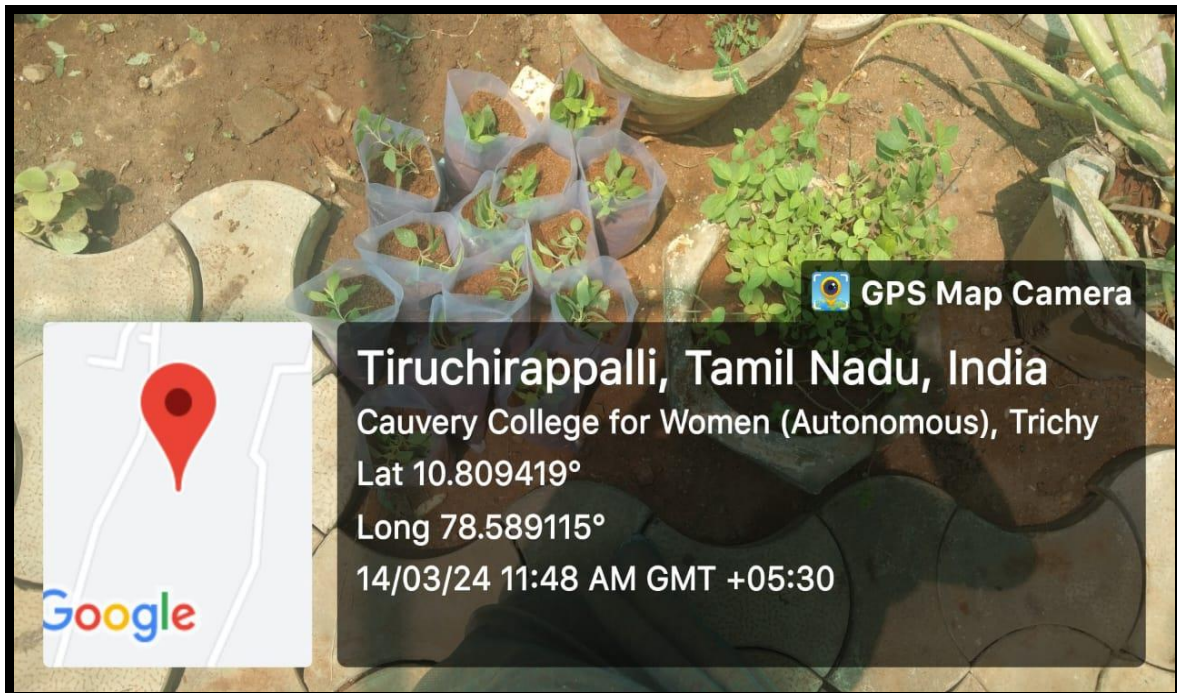 GPS Map Camera
Tiruchirappalli, Tamil Nadu, India
Cauvery College for Women (Autonomous), Trichy
Lat 10.809419°
Long 78.589115°
14/03/24 11:48 AM GMT +05:30
Google